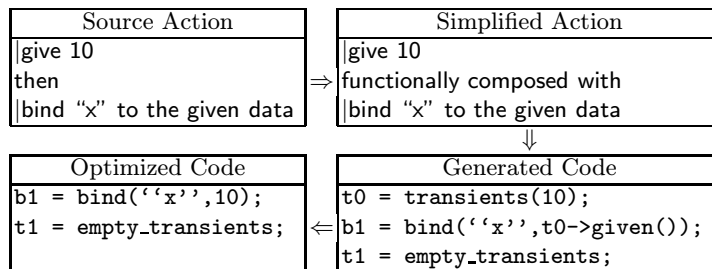 Source Action
|give 10
then
|bind “x” to the given data
⇒
Simplified Action
|give 10
functionally composed with
|bind “x” to the given data
⇓
Generated Code
t0 = transients(10);
b1 = bind(‘‘x’’,t0->given());
t1 = empty_transients;
⇐
Optimized Code
b1 = bind(‘‘x’’,10);
t1 = empty_transients;